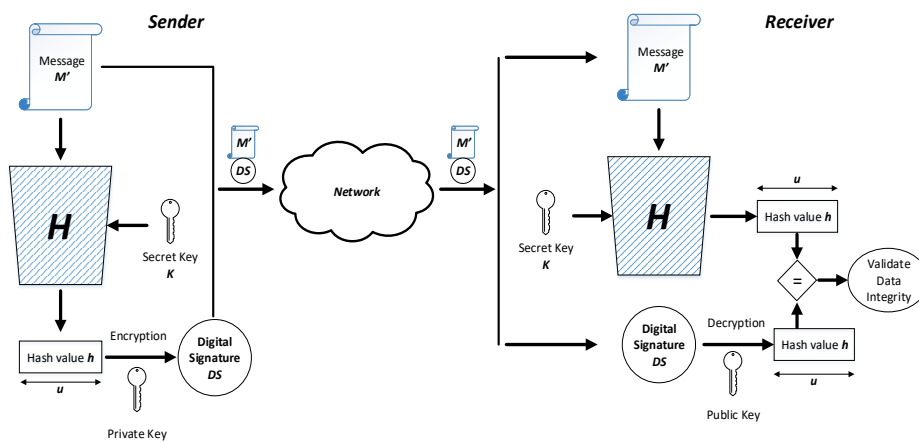 Sender
Receiver
Message
M'
Message
M'
M'
DS
M'
DS
Network
H
Secret Key
K
Secret Key
K
H
u
Hash value h
=
Validate
Data
Integrity
Encryption
Hash value h
u
Private Key
Digital
Signature
DS
Digital
Signature
DS
Decryption
Public Key
Hash value h
u